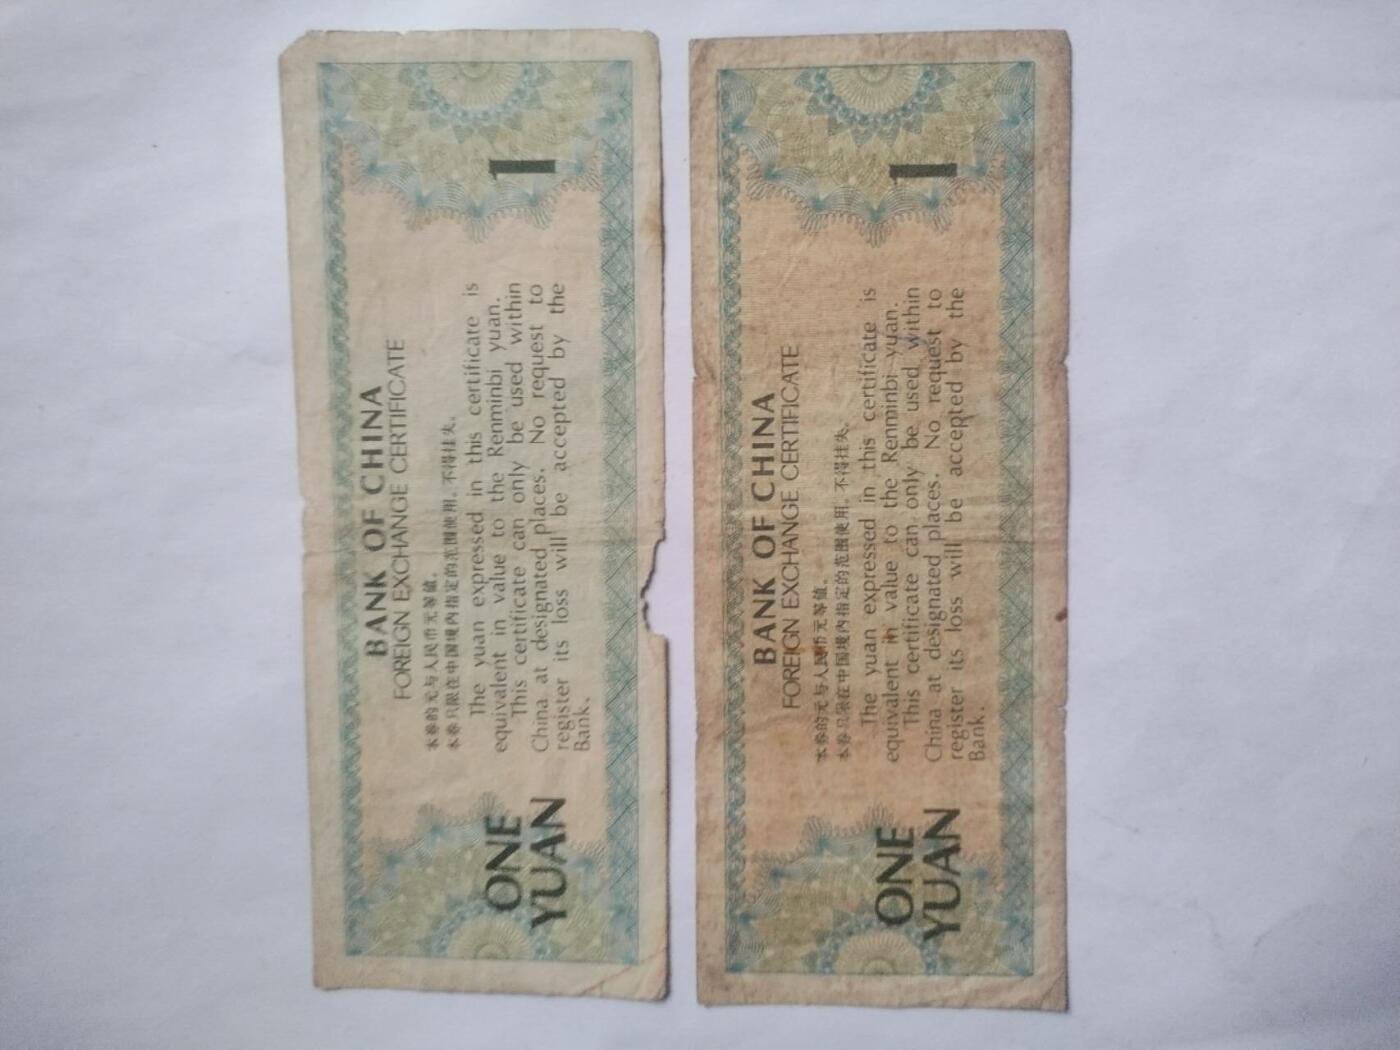 BANK OF CHINA
FOREIGN EXCHANGE CERTIFICATE
本券的元与人民币元等值。
本券只限在中国境内指定的范围使用。不得挂失。
The yuan expressed in this certificate is
equivalent in value to the Renminbi yuan.
This certificate can only be used within
China at designated places. No request to
register its loss will be accepted by the
Bank.
ONE
YUAN
1
BANK OF CHINA
FOREIGN EXCHANGE CERTIFICATE
本券的元与人民币元等值。
本券只限在中国境内指定的范围使用。不得挂失。
The yuan expressed in this certificate is
equivalent in value to the Renminbi yuan.
This certificate can only be used within
China at designated places. No request to
register its loss will be accepted by the
Bank.
ONE
YUAN
1